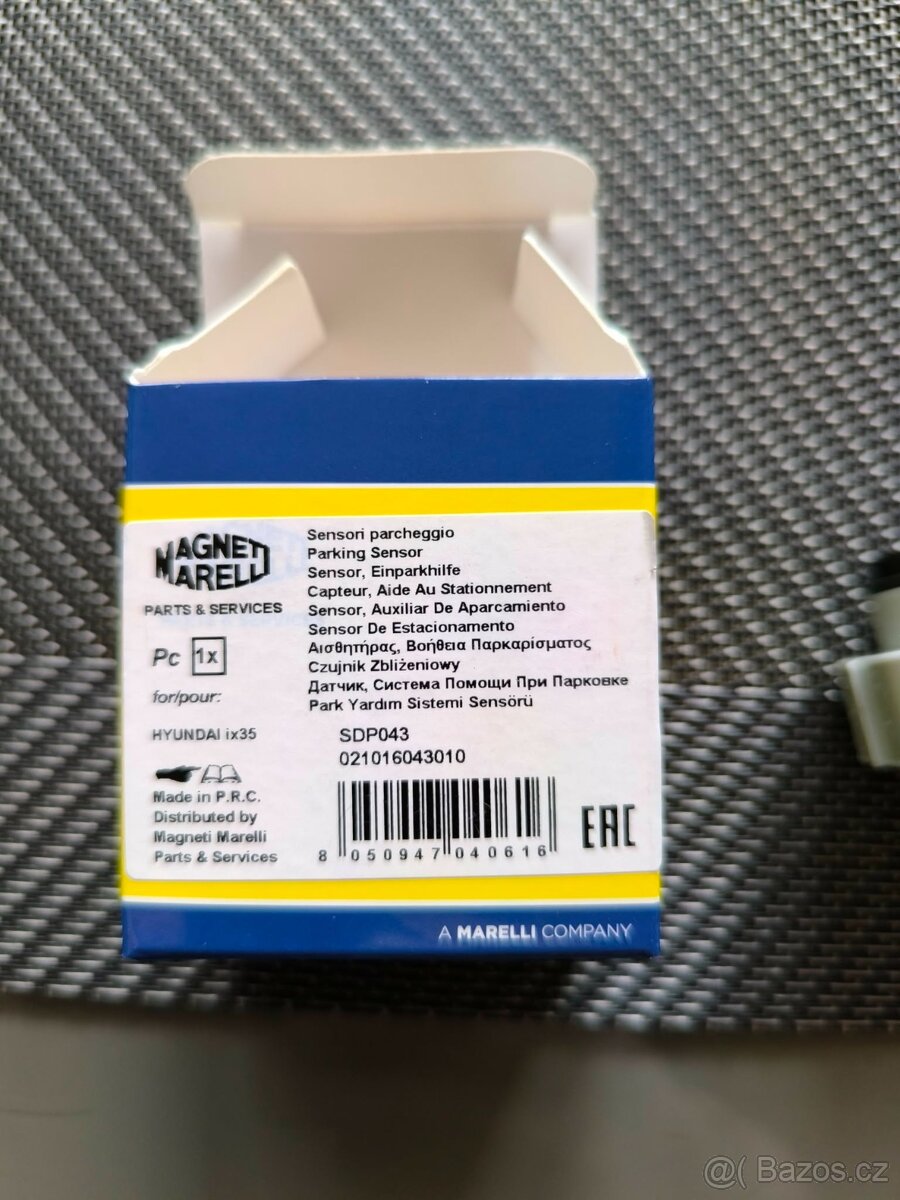 MAGNETI
MARELLI
PARTS & SERVICES
Pc 1x
for/pour:
HYUNDAI ix35
Made in P.R.C.
Distributed by
Magneti Marelli
Parts & Services
Sensori parcheggio
Parking Sensor
Sensor, Einparkhilfe
Capteur, Aide Au Stationnement
Sensor, Auxiliar De Aparcamiento
Sensor De Estacionamento
Αισθητήρας, Βοήθεια Παρκαρίσματος
Czujnik Zbliżeniowy
Датчик, Система Помощи При Парковке
Park Yardım Sistemi Sensörü
SDP043
021016043010
8 050947 040616
EAC
A MARELLI COMPANY
@( Bazos.cz